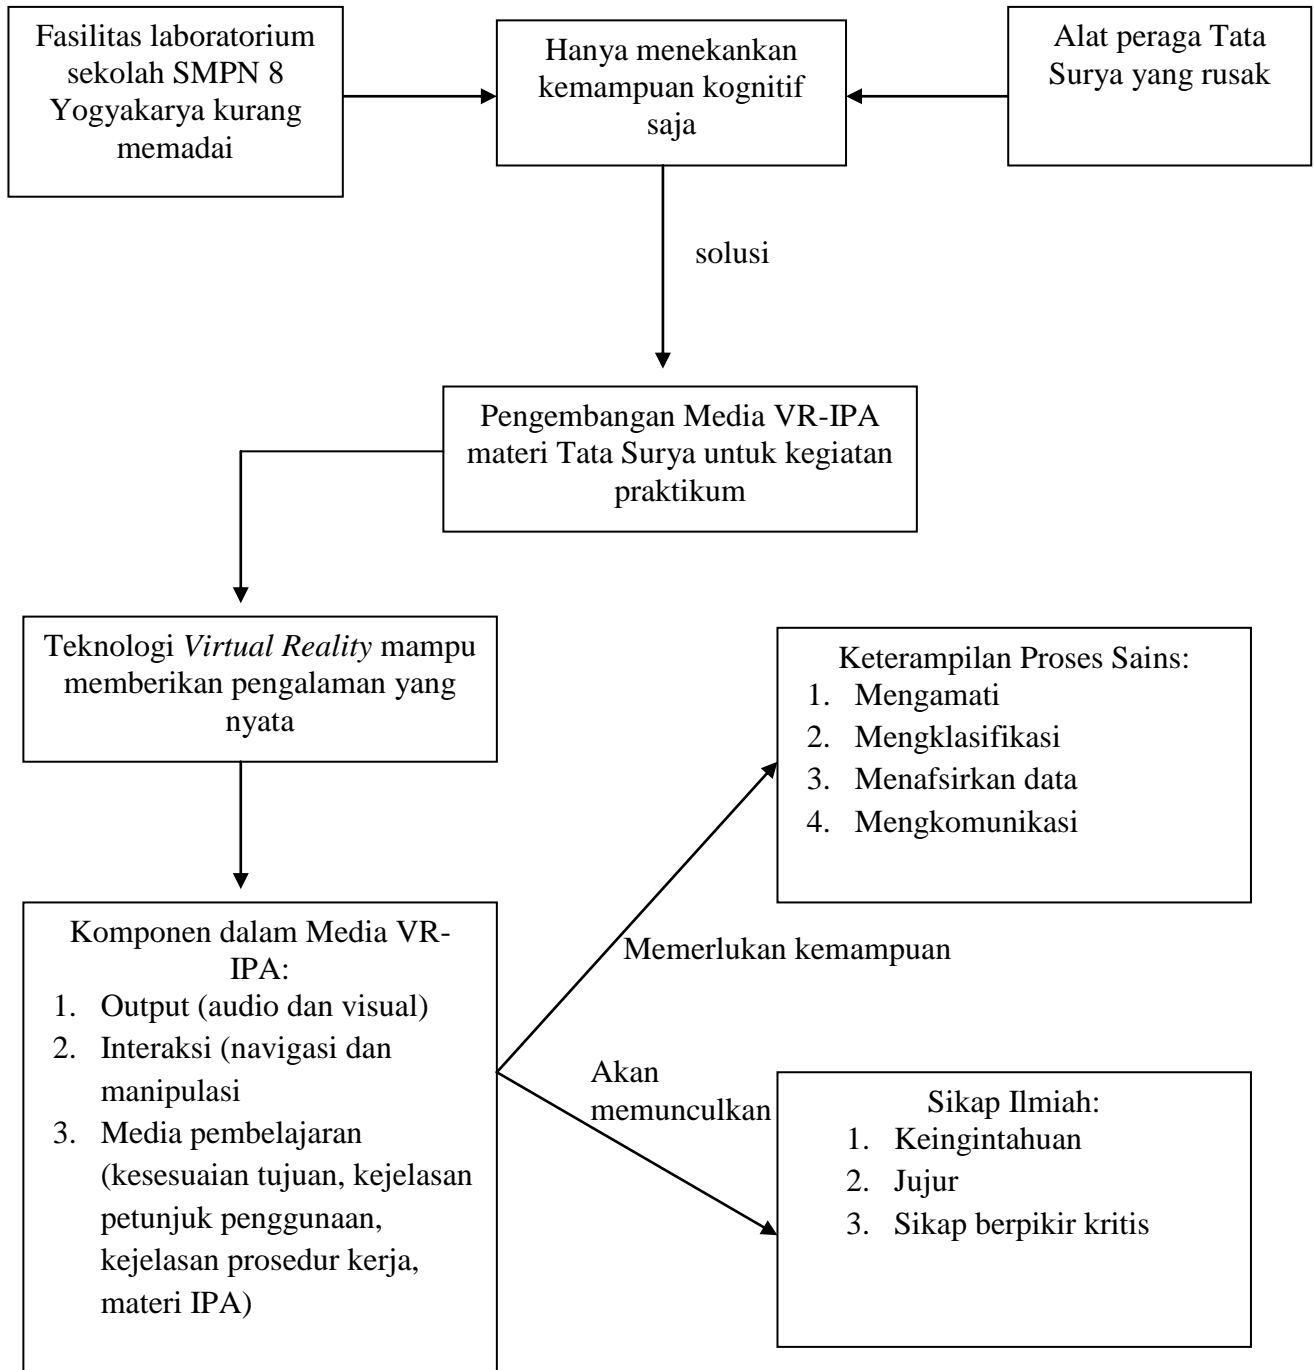 Fasilitas laboratorium
sekolah SMPN 8
Yogyakarya kurang
memadai
Hanya menekankan
kemampuan kognitif
saja
Alat peraga Tata
Surya yang rusak
solusi
Pengembangan Media VR-IPA
materi Tata Surya untuk kegiatan
praktikum
Teknologi Virtual Reality mampu
memberikan pengalaman yang
nyata
Keterampilan Proses Sains:
1. Mengamati
2. Mengklasifikasi
3. Menafsirkan data
4. Mengkomunikasi
Komponen dalam Media VR-
IPA:
1. Output (audio dan visual)
2. Interaksi (navigasi dan
manipulasi
3. Media pembelajaran
(kesesuaian tujuan, kejelasan
petunjuk penggunaan,
kejelasan prosedur kerja,
materi IPA)
Memerlukan kemampuan
Akan
memunculkan
Sikap Ilmiah:
1. Keingintahuan
2. Jujur
3. Sikap berpikir kritis